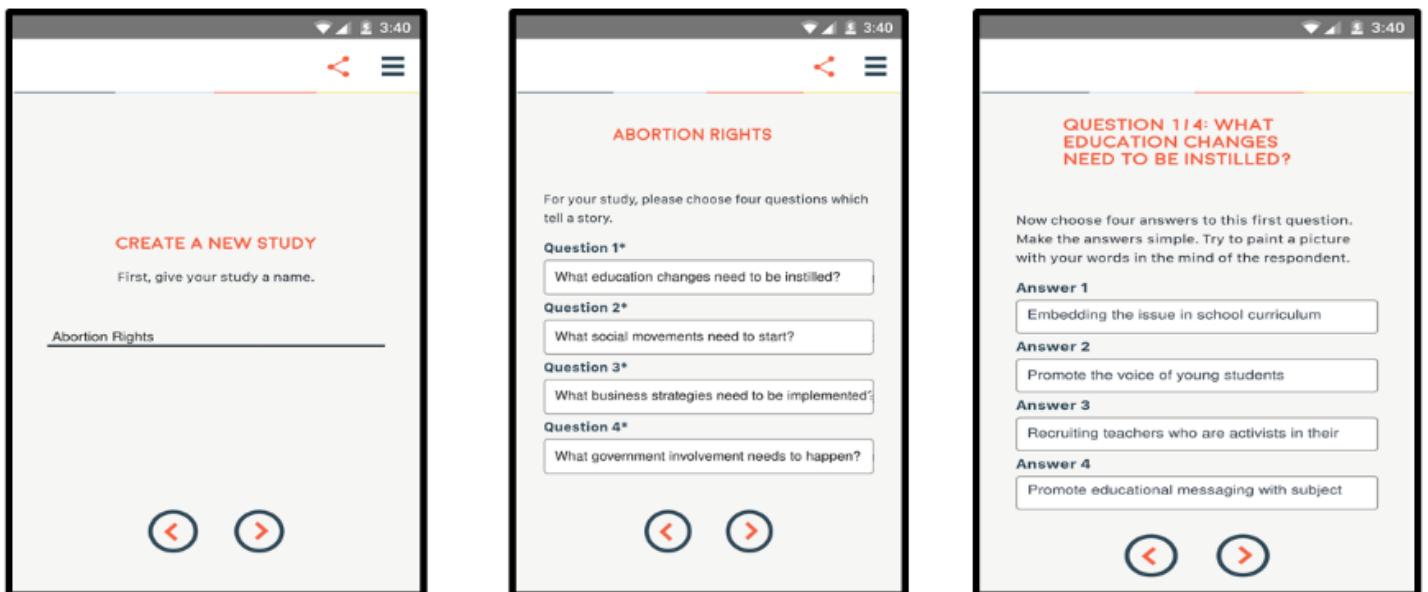 3:40
CREATE A NEW STUDY
First, give your study a name.
Abortion Rights
3:40
ABORTION RIGHTS
For your study, please choose four questions which
tell a story.
Question 1*
What education changes need to be instilled?
Question 2*
What social movements need to start?
Question 3*
What business strategies need to be implemented?
Question 4*
What government involvement needs to happen?
3:40
QUESTION 1/4: WHAT
EDUCATION CHANGES
NEED TO BE INSTILLED?
Now choose four answers to this first question.
Make the answers simple. Try to paint a picture
with your words in the mind of the respondent.
Answer 1
Embedding the issue in school curriculum
Answer 2
Promote the voice of young students
Answer 3
Recruiting teachers who are activists in their
Answer 4
Promote educational messaging with subject